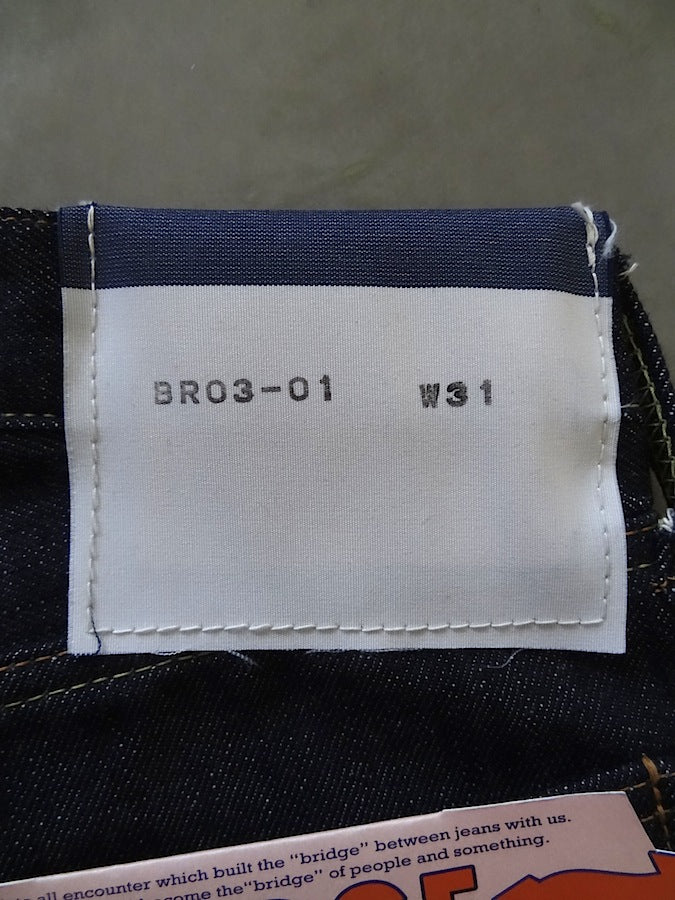 BR03-01 W31
all encounter which built the "bridge" between jeans with us.
the "bridge" of people and something.